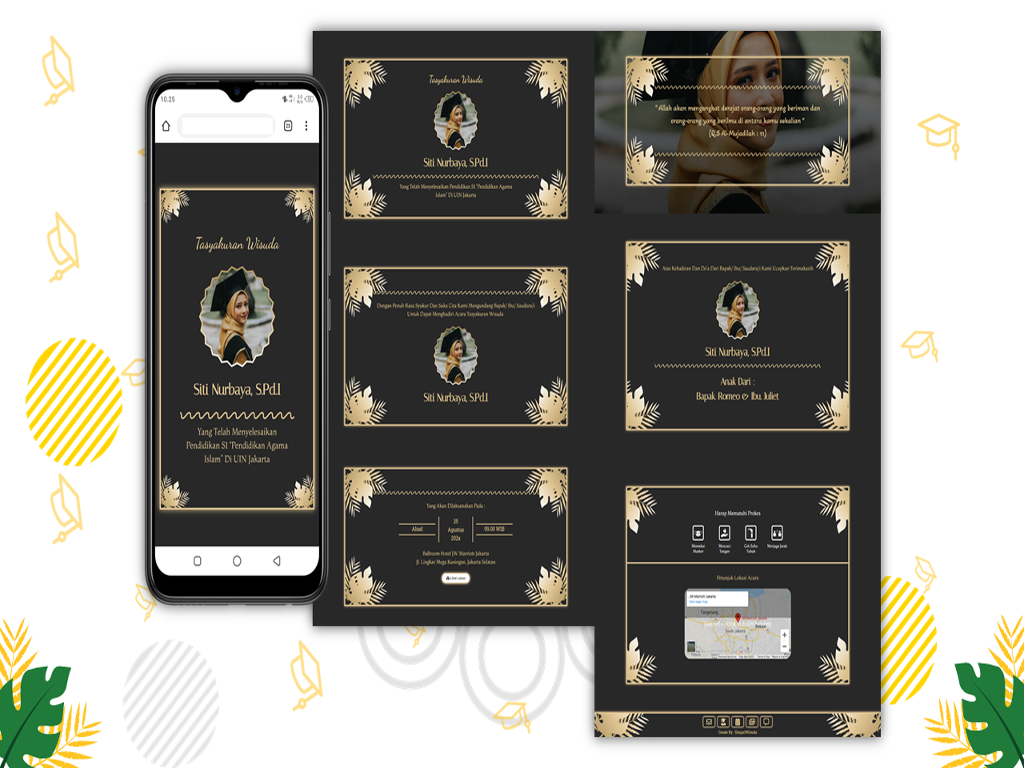 10.25
21
Tasyakuran Wisuda
Siti Nurbaya, S.Pd.I
Yang Telah Menyelesaikan
Pendidikan S1 "Pendidikan Agama
Islam" Di UIN Jakarta
Tasyakuran Wisuda
Siti Nurbaya, S.Pd.I
Yang Telah Menyelesaikan Pendidikan S1 "Pendidikan Agama
Islam" Di UIN Jakarta
Dengan Penuh Rasa Syukur Dan Suka Cita Kami Mengundang Bapak/ Ibu/ Saudara/i
Untuk Dapat Menghadiri Acara Tasyakuran Wisuda
Siti Nurbaya, S.Pd.I
Yang Akan Dilaksanakan Pada :
Ahad
25
Agustus
202x
09.00 WIB
Ballroom Hotel JW Marriott Jakarta
Jl. Lingkar Mega Kuningan, Jakarta Selatan
" Allah akan mengangkat derajat orang-orang yang beriman dan
orang-orang yang berilmu di antara kamu sekalian "
(Q.S Al-Mujadilah : 11)
Atas Kehadiran Dan Do'a Dari Bapak/ Ibu/ Saudara/i Kami Ucapkan Terimakasih
Siti Nurbaya, S.Pd.I
Anak Dari :
Bapak Romeo & Ibu. Juliet
Harap Mematuhi Prokes
Memakai
Masker
Mencuci
Tangan
Cek Suhu
Tubuh
Menjaga Jarak
Petunjuk Lokasi Acara
JW Marriott Jakarta
Tangerang
Bekasi
South Jakarta